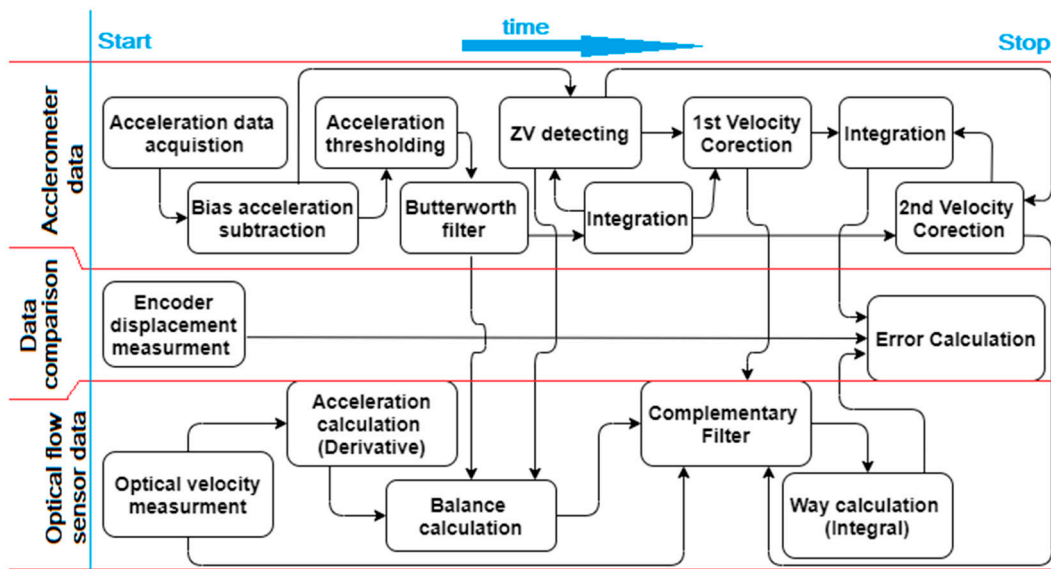 Start
time
Stop
Acclerometer
data
Acceleration data
acquistion
Bias acceleration
subtraction
Acceleration
thresholding
Butterworth
filter
ZV detecting
Integration
1st Velocity
Corection
Integration
2nd Velocity
Corection
Data
comparison
Encoder
displacement
measurment
Error Calculation
Optical flow
sensor data
Optical velocity
measurment
Acceleration
calculation
(Derivative)
Balance
calculation
Complementary
Filter
Way calculation
(Integral)